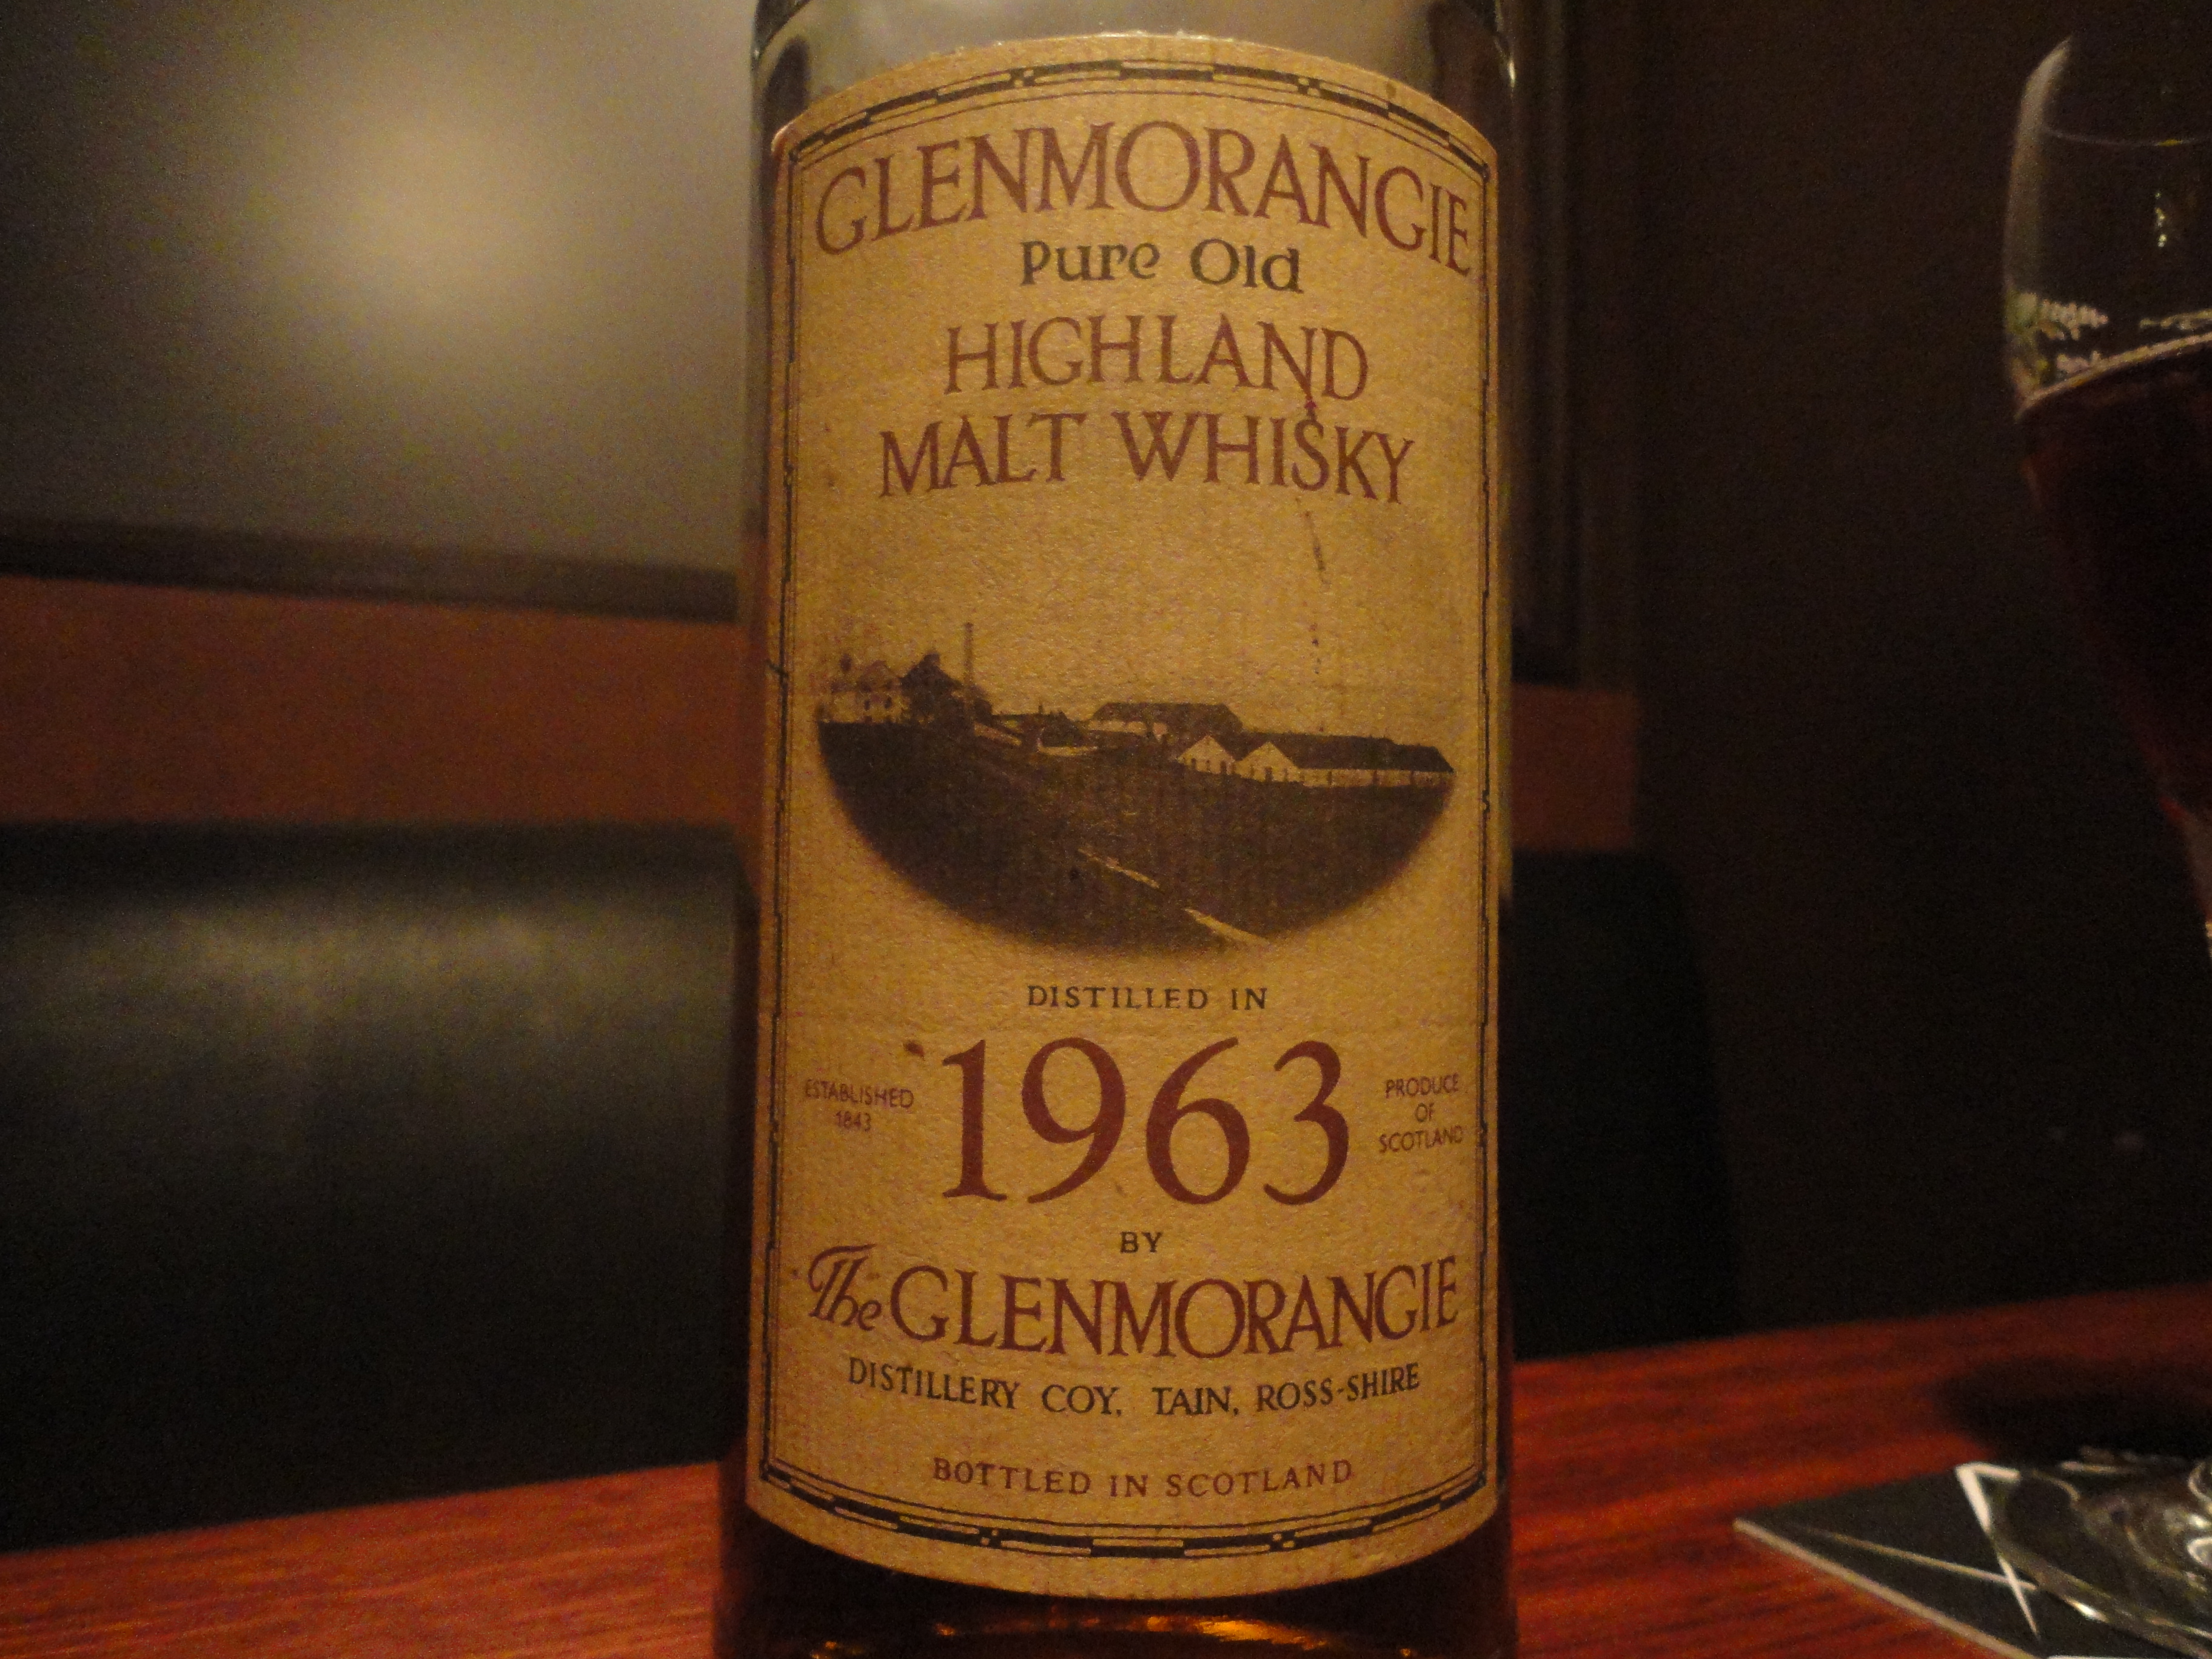 GLENMORANGIE
Pure Old
HIGHLAND
MALT WHISKY
DISTILLED IN
1963
ESTABLISHED
1843
PRODUCE
OF
SCOTLAND
BY
The GLENMORANGIE
DISTILLERY COY. TAIN, ROSS-SHIRE
BOTTLED IN SCOTLAND